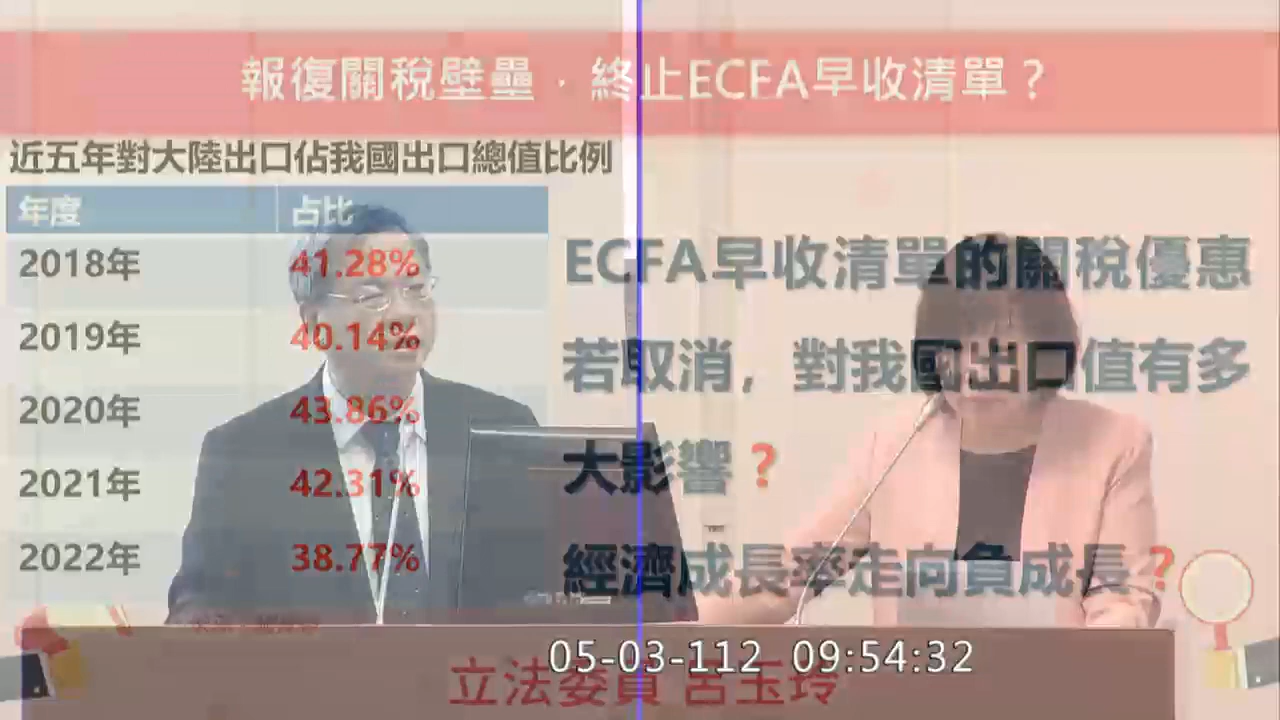 報復關稅壁壘，終止ECFA早收清單？
近五年對大陸出口佔我國出口總值比例
年度 占比
2018年 41.28%
2019年 40.14%
2020年 43.86%
2021年 42.31%
2022年 38.77%
ECFA早收清單的關稅優惠
若取消，對我國出口值有多
大影響？
經濟成長率走向負成長？
05-03-112 09:54:32
立法委員 呂玉玲